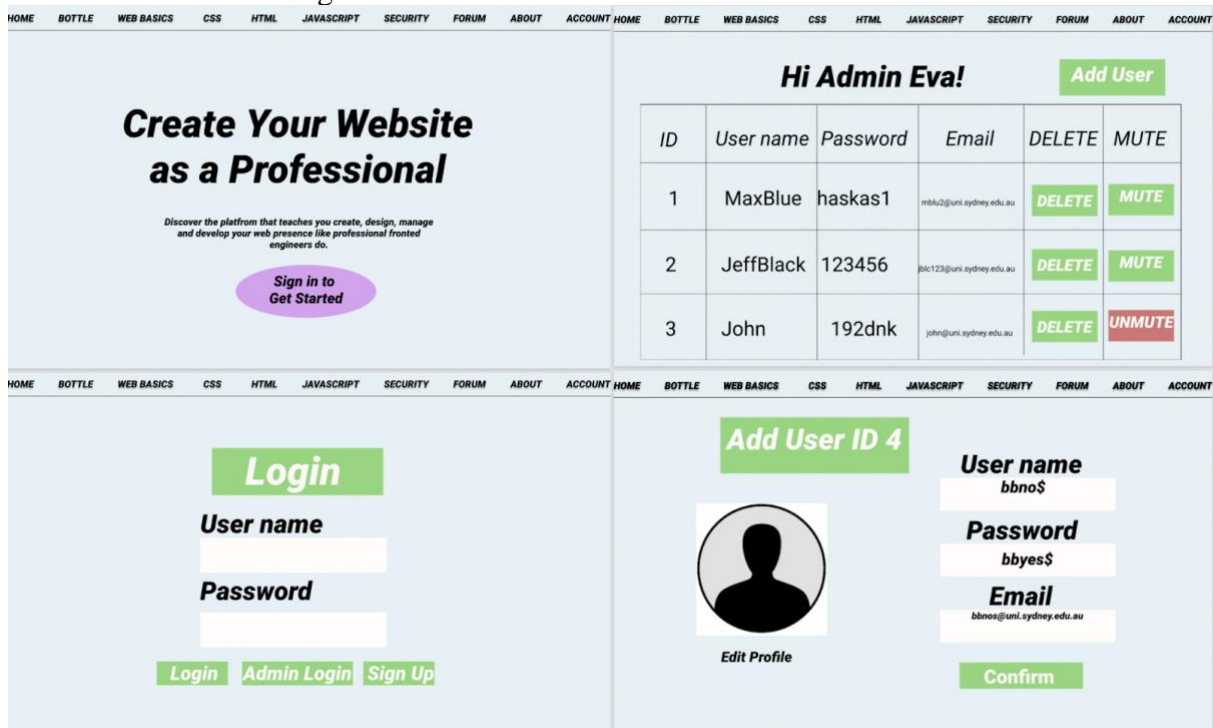 HOME BOTTLE WEB BASICS CSS HTML JAVASCRIPT SECURITY FORUM ABOUT ACCOUNT
Create Your Website
as a Professional
Discover the platfrom that teaches you create, design, manage
and develop your web presence like professional fronted
engineers do.
Sign in to
Get Started
HOME BOTTLE WEB BASICS CSS HTML JAVASCRIPT SECURITY FORUM ABOUT ACCOUNT
Hi Admin Eva!
Add User
ID User name Password Email DELETE MUTE
1 MaxBlue haskas1 mblu2@uni.sydney.edu.au DELETE MUTE
2 JeffBlack 123456 jblc123@uni.sydney.edu.au DELETE MUTE
3 John 192dnk john@uni.sydney.edu.au DELETE UNMUTE
HOME BOTTLE WEB BASICS CSS HTML JAVASCRIPT SECURITY FORUM ABOUT ACCOUNT
Login
User name
Password
Login Admin Login Sign Up
HOME BOTTLE WEB BASICS CSS HTML JAVASCRIPT SECURITY FORUM ABOUT ACCOUNT
Add User ID 4
User name
bbno$
Password
bbyes$
Email
bbnos@uni.sydney.edu.au
Edit Profile
Confirm